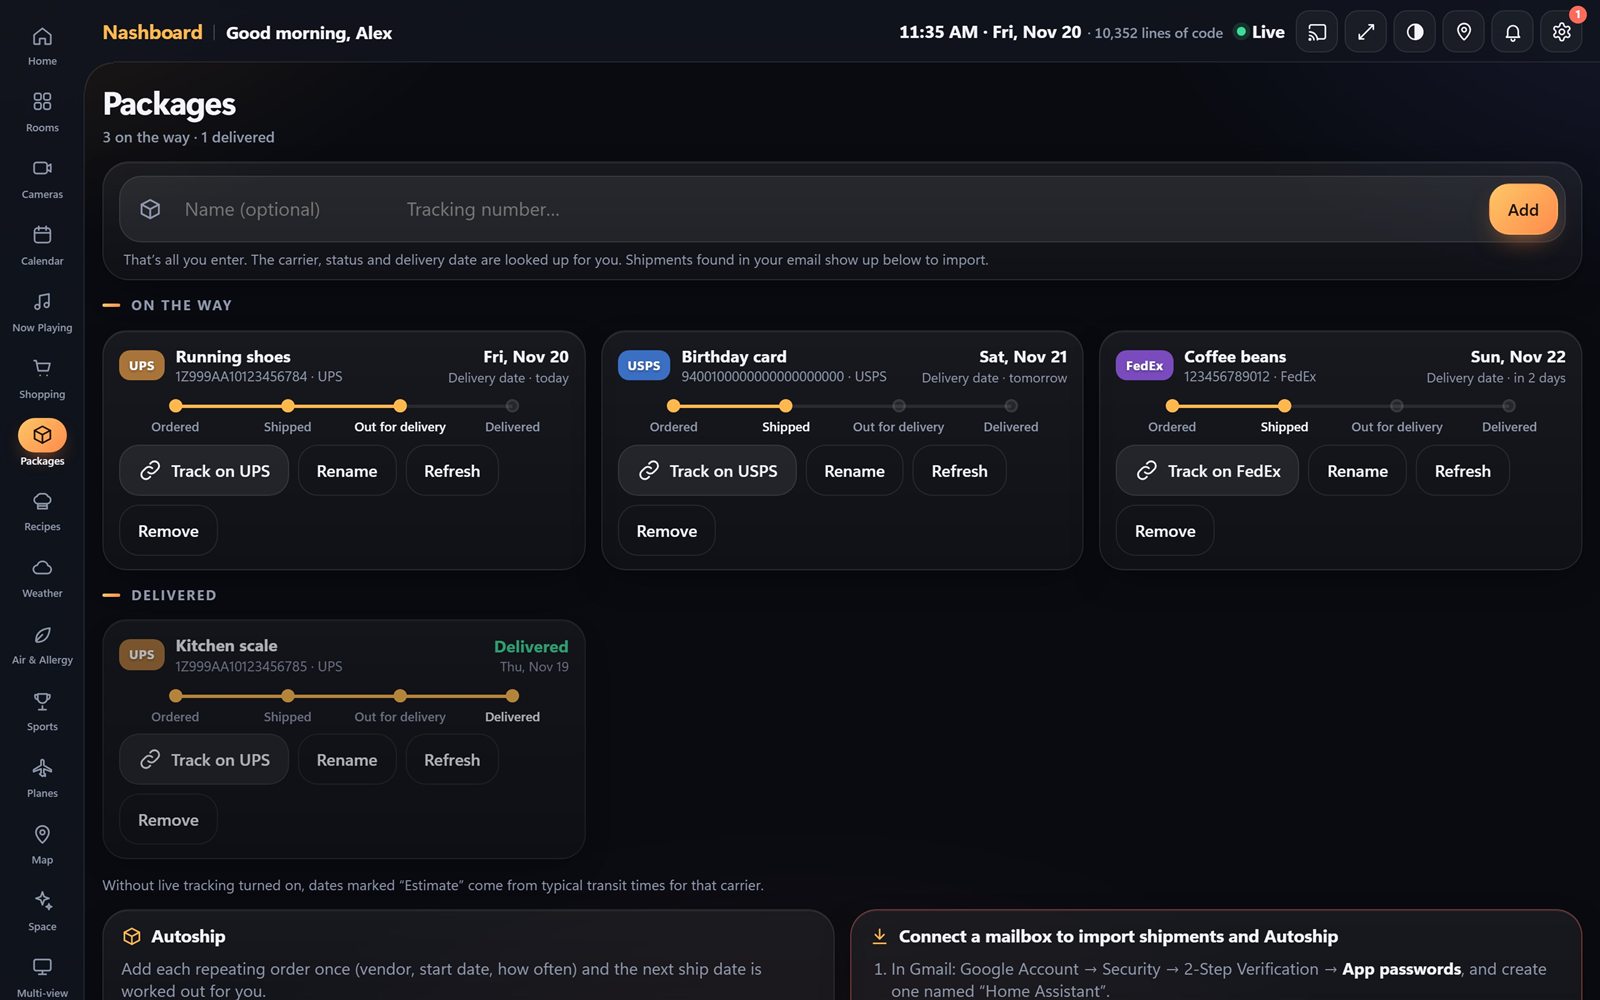 Nashboard
Good morning, Alex
11:35 AM · Fri, Nov 20 · 10,352 lines of code
Live
1
Home
Rooms
Cameras
Calendar
Now Playing
Shopping
Packages
Recipes
Weather
Air & Allergy
Sports
Planes
Map
Space
Multi-view
Packages
3 on the way · 1 delivered
Name (optional)
Tracking number...
Add
That's all you enter. The carrier, status and delivery date are looked up for you. Shipments found in your email show up below to import.
ON THE WAY
UPS
Running shoes
1Z999AA10123456784 · UPS
Fri, Nov 20
Delivery date · today
Ordered
Shipped
Out for delivery
Delivered
Track on UPS
Rename
Refresh
Remove
USPS
Birthday card
9400100000000000000000 · USPS
Sat, Nov 21
Delivery date · tomorrow
Ordered
Shipped
Out for delivery
Delivered
Track on USPS
Rename
Refresh
Remove
FedEx
Coffee beans
123456789012 · FedEx
Sun, Nov 22
Delivery date · in 2 days
Ordered
Shipped
Out for delivery
Delivered
Track on FedEx
Rename
Refresh
Remove
DELIVERED
UPS
Kitchen scale
1Z999AA10123456785 · UPS
Delivered
Thu, Nov 19
Ordered
Shipped
Out for delivery
Delivered
Track on UPS
Rename
Refresh
Remove
Without live tracking turned on, dates marked “Estimate” come from typical transit times for that carrier.
Autoship
Add each repeating order once (vendor, start date, how often) and the next ship date is
worked out for you.
Connect a mailbox to import shipments and Autoship
1. In Gmail: Google Account → Security → 2-Step Verification → App passwords, and create
one named “Home Assistant”.